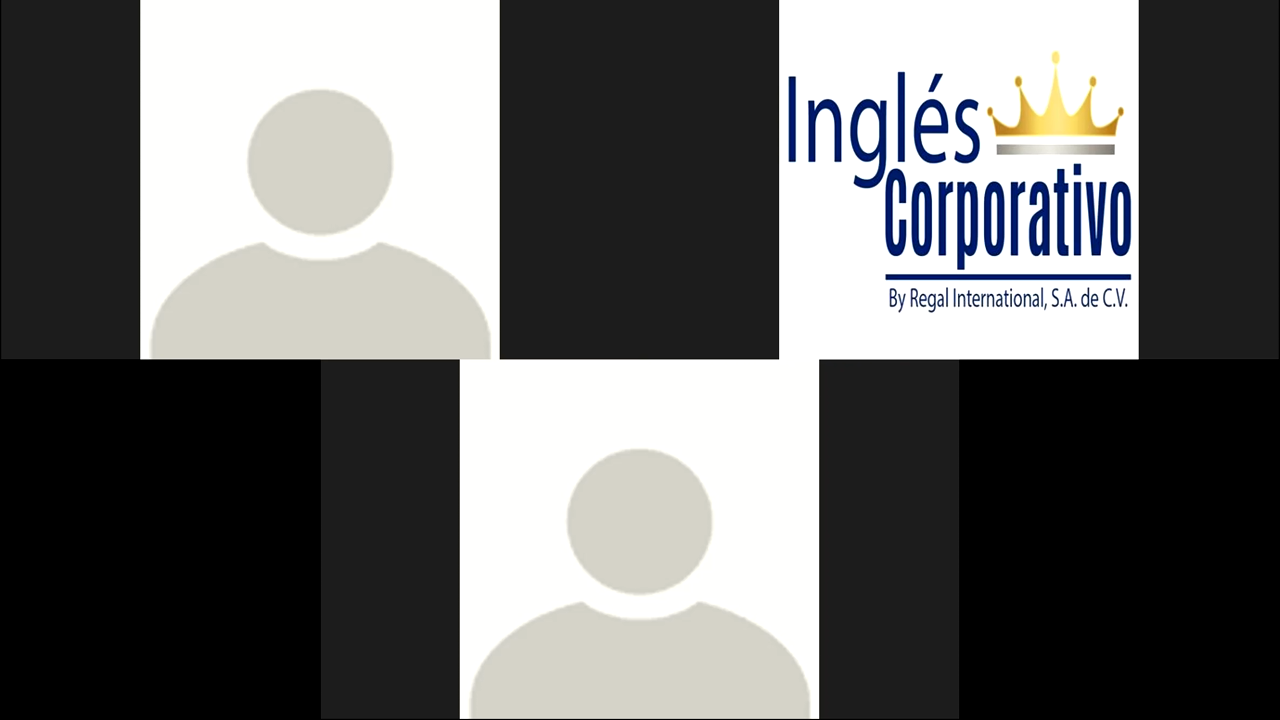 Inglés
Corporativo
By Regal International, S.A. de C.V.